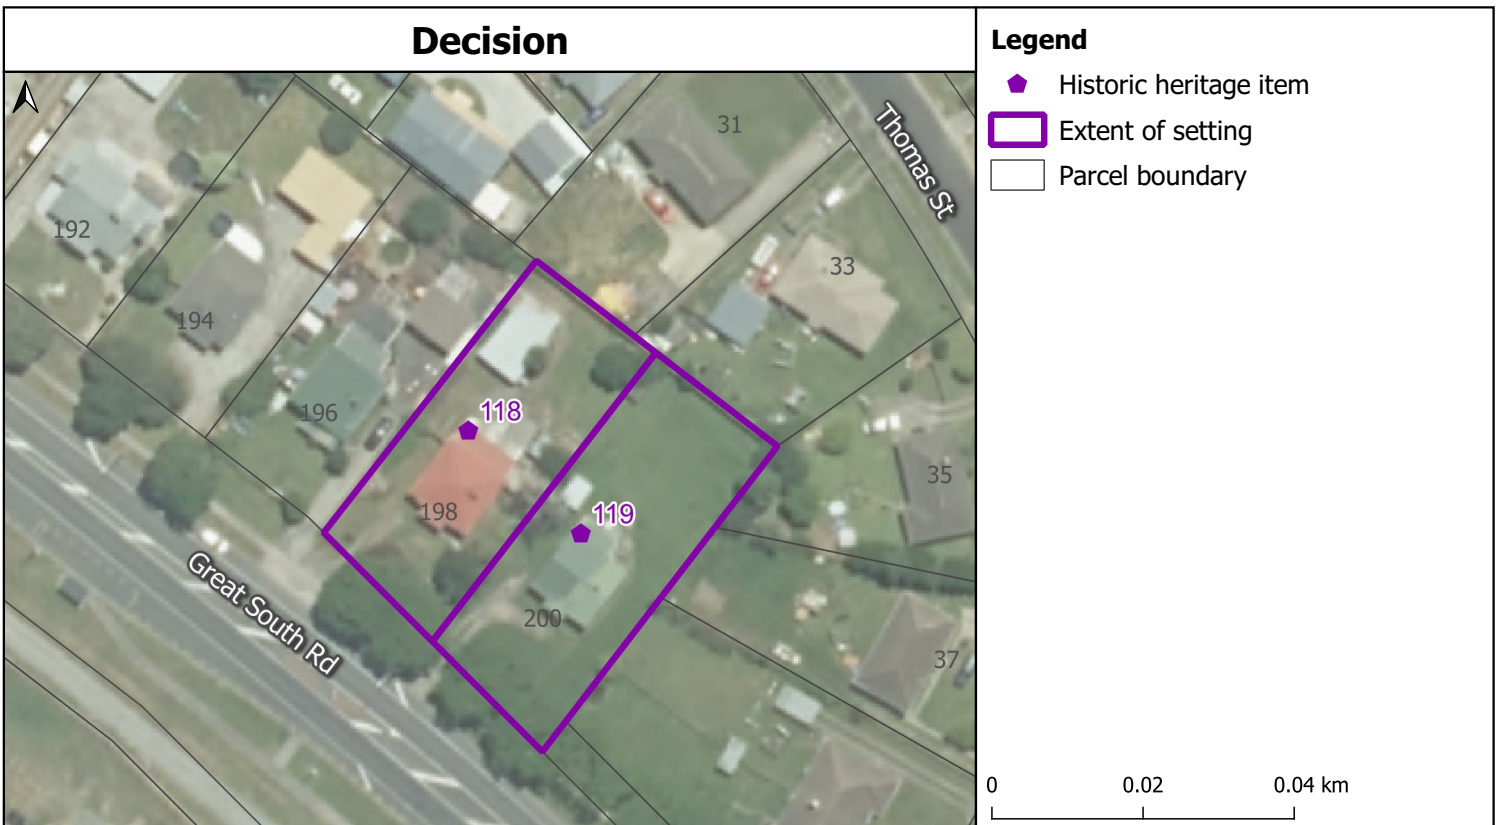 Decision
Legend
Historic heritage item
Extent of setting
Parcel boundary
31
Thomas St
192
33
194
118
196
35
198
119
Great South Rd
200
37
0 0.02 0.04 km